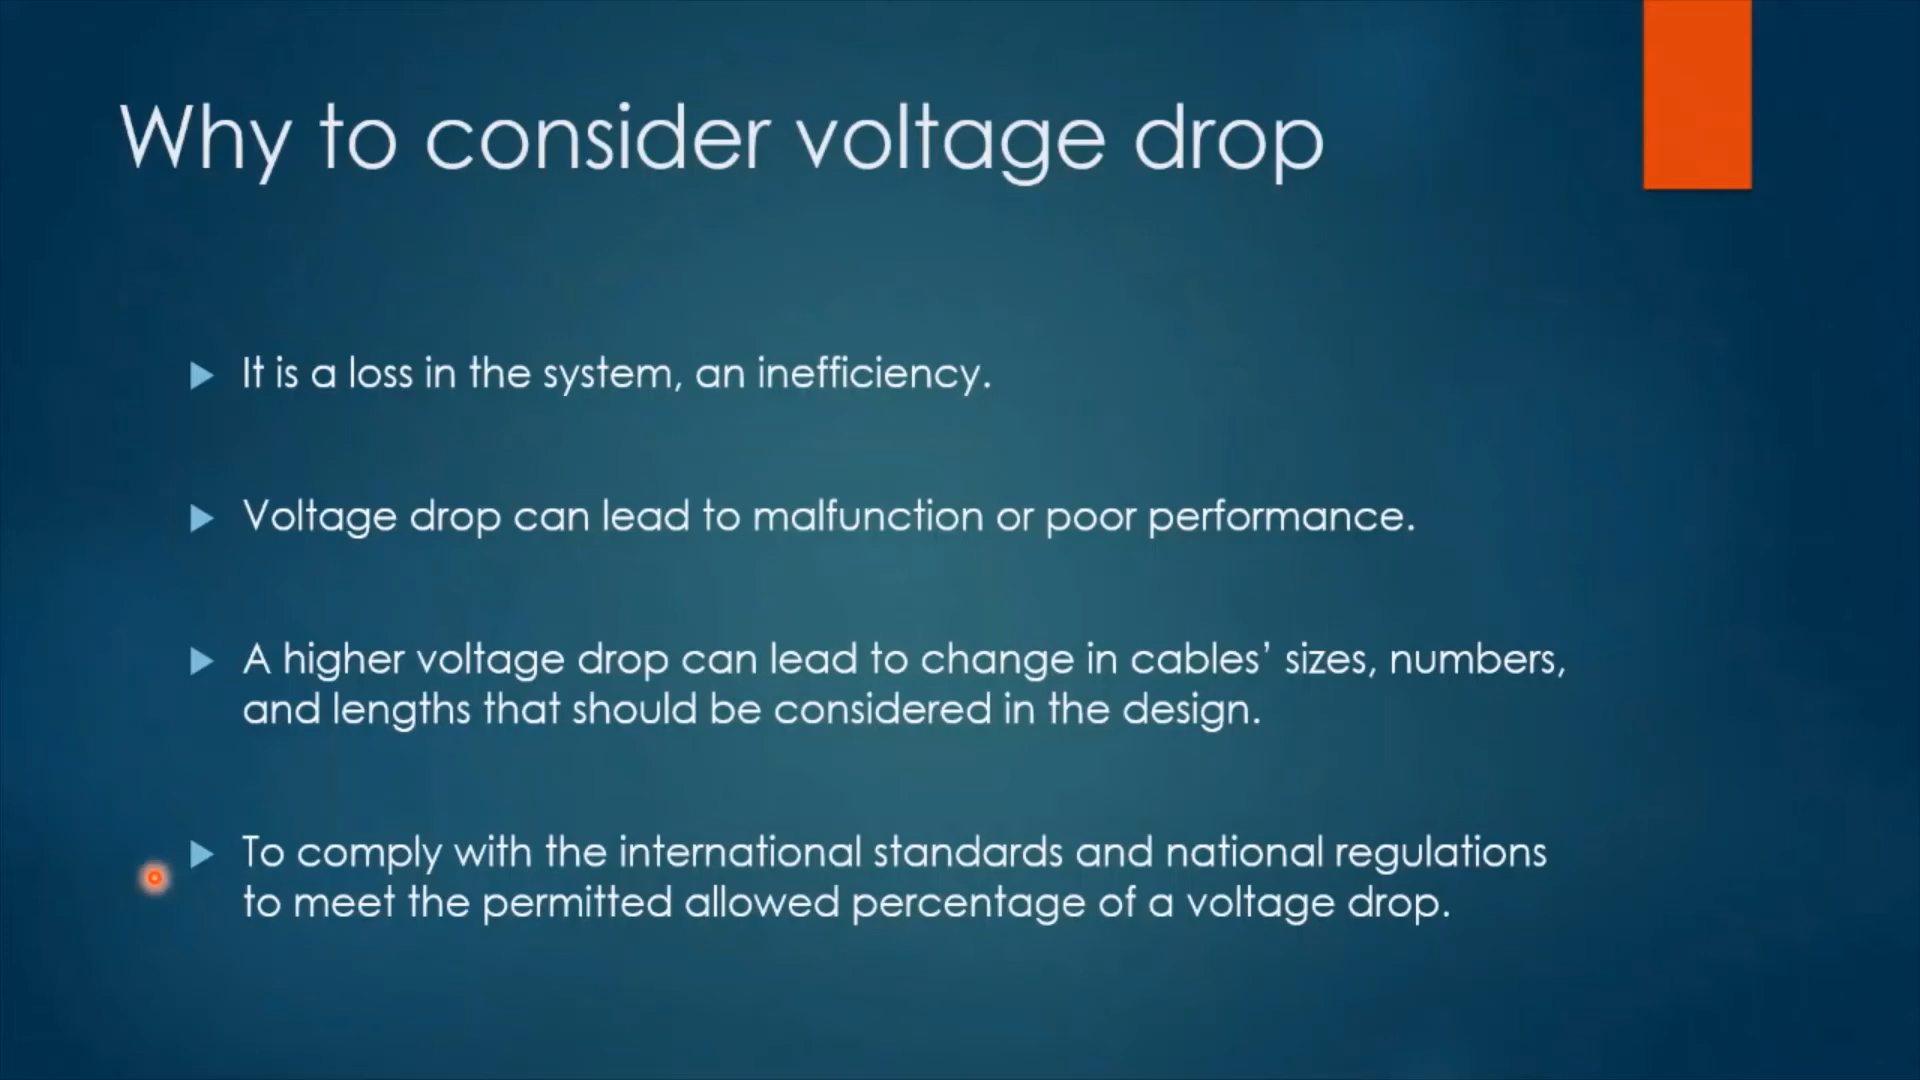 Why to consider voltage drop
It is a loss in the system, an inefficiency.
Voltage drop can lead to malfunction or poor performance.
A higher voltage drop can lead to change in cables’ sizes, numbers,
and lengths that should be considered in the design.
To comply with the international standards and national regulations
to meet the permitted allowed percentage of a voltage drop.